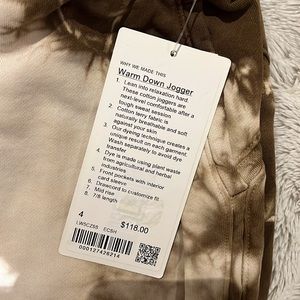 WHY WE MADE THIS
Warm Down Jogger
1. Lean into relaxation hard.
These cotton joggers are
next-level comfortable after a
tough sweat session
2. Cotton terry fabric is
naturally breathable and soft
against your skin
3. Our dyeing technique creates a
unique result on each garment.
Wash separately to avoid dye
transfer
4. Dye is made using plant waste
from agricultural and herbal
industries
5. Front pockets with interior
card sleeve
6. Drawcord to customize fit
7. Mid rise
8. 7/8 length
4
$118.00
LW5CZ6S ECSH
000127426214